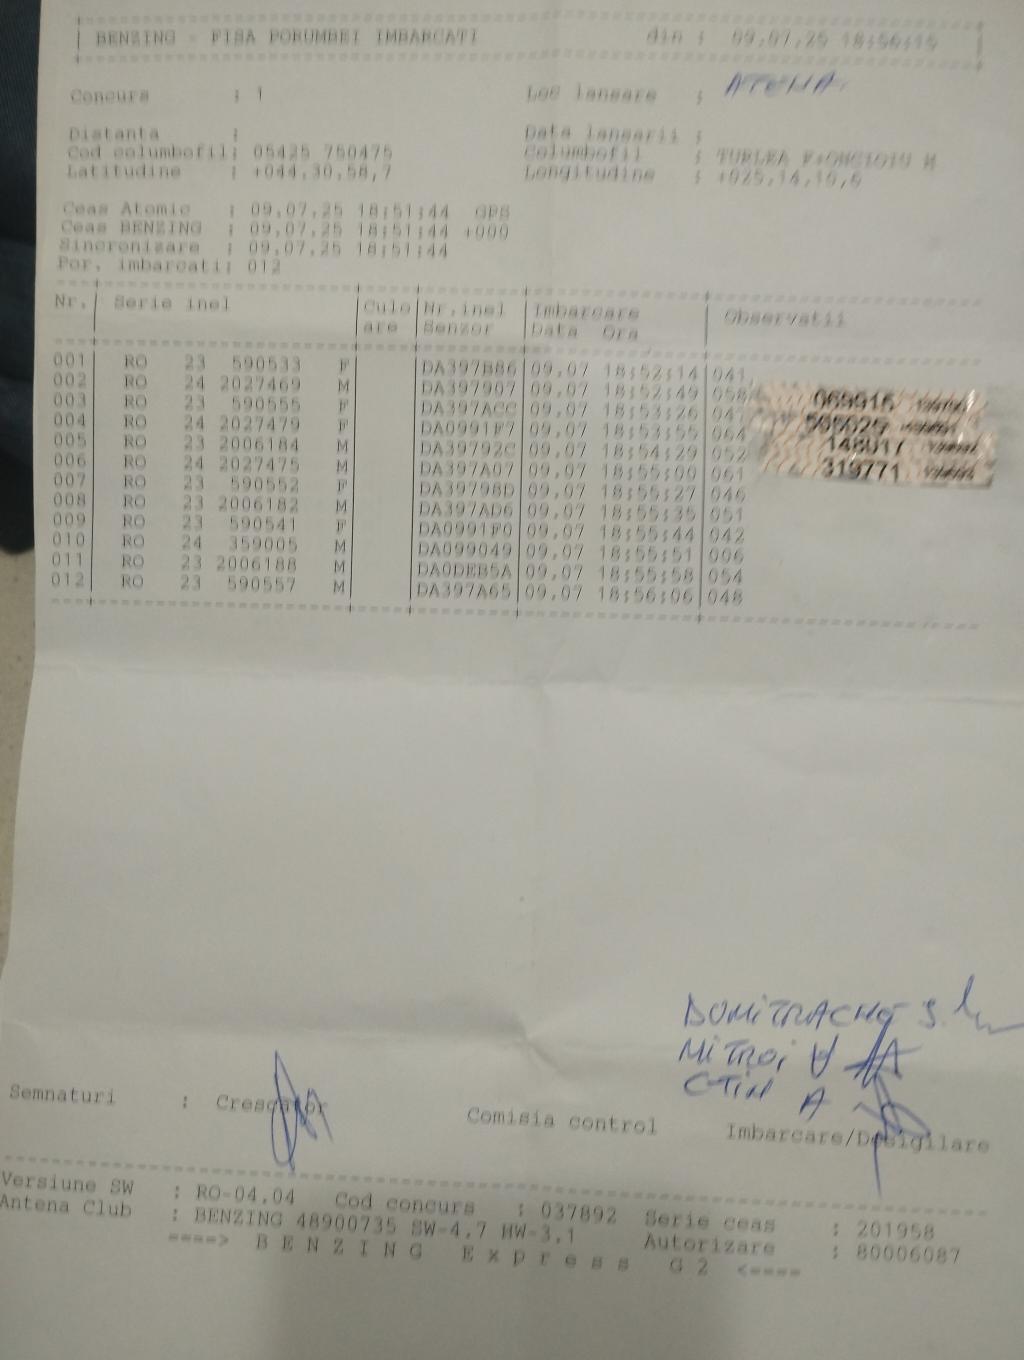 BENZING - FISA PORUMBEI IMBARCATI din : 09.07.25 18:56:16
Concurs : 1 Loc lansare : ATENA
Distanta : Data lansarii :
Cod columbofil: 05425 750475 Columbofil : TURLEA F+ONCIOIU M
Latitudine : +044.30.58,7 Longitudine : +025.14.16,6
Ceas Atomic : 09.07.25 18:51:44 GPS
Ceas BENZING : 09.07.25 18:51:44 +000
Sincronizare : 09.07.25 18:51:44
Por. imbarcati: 012
Nr. Serie inel Culo Nr.inel Imbarcare Observatii
are Senzor Data Ora
001 RO 23 590533 F DA397B86 09.07 18:52:14 041
002 RO 24 2027469 M DA397907 09.07 18:52:49 058
003 RO 23 590555 F DA397ACC 09.07 18:53:26 047
004 RO 24 2027479 M DA0991F7 09.07 18:53:55 064
005 RO 23 2006184 M DA39792C 09.07 18:54:29 052
006 RO 24 2027475 M DA397A07 09.07 18:55:00 061
007 RO 23 590552 F DA39798D 09.07 18:55:27 046
008 RO 23 2006182 M DA397AD6 09.07 18:55:35 051
009 RO 23 590541 F DA0991F0 09.07 18:55:44 042
010 RO 24 359005 M DA099049 09.07 18:55:51 006
011 RO 23 2006188 M DA0DEB5A 09.07 18:55:58 054
012 RO 23 590557 M DA397A65 09.07 18:56:06 048
069915
148017
319771
DUMITRACHE S.
MITROI V
C-TIN A
Semnaturi : Crescator Comisia control Imbarcare/Desigilare
Versiune SW : RO-04.04 Cod concurs : 037892 Serie ceas : 201958
Antena Club : BENZING 48900735 SW-4.7 HW-3.1 Autorizare : 80006087
====> B E N Z I N G E x p r e s s G 2 <====